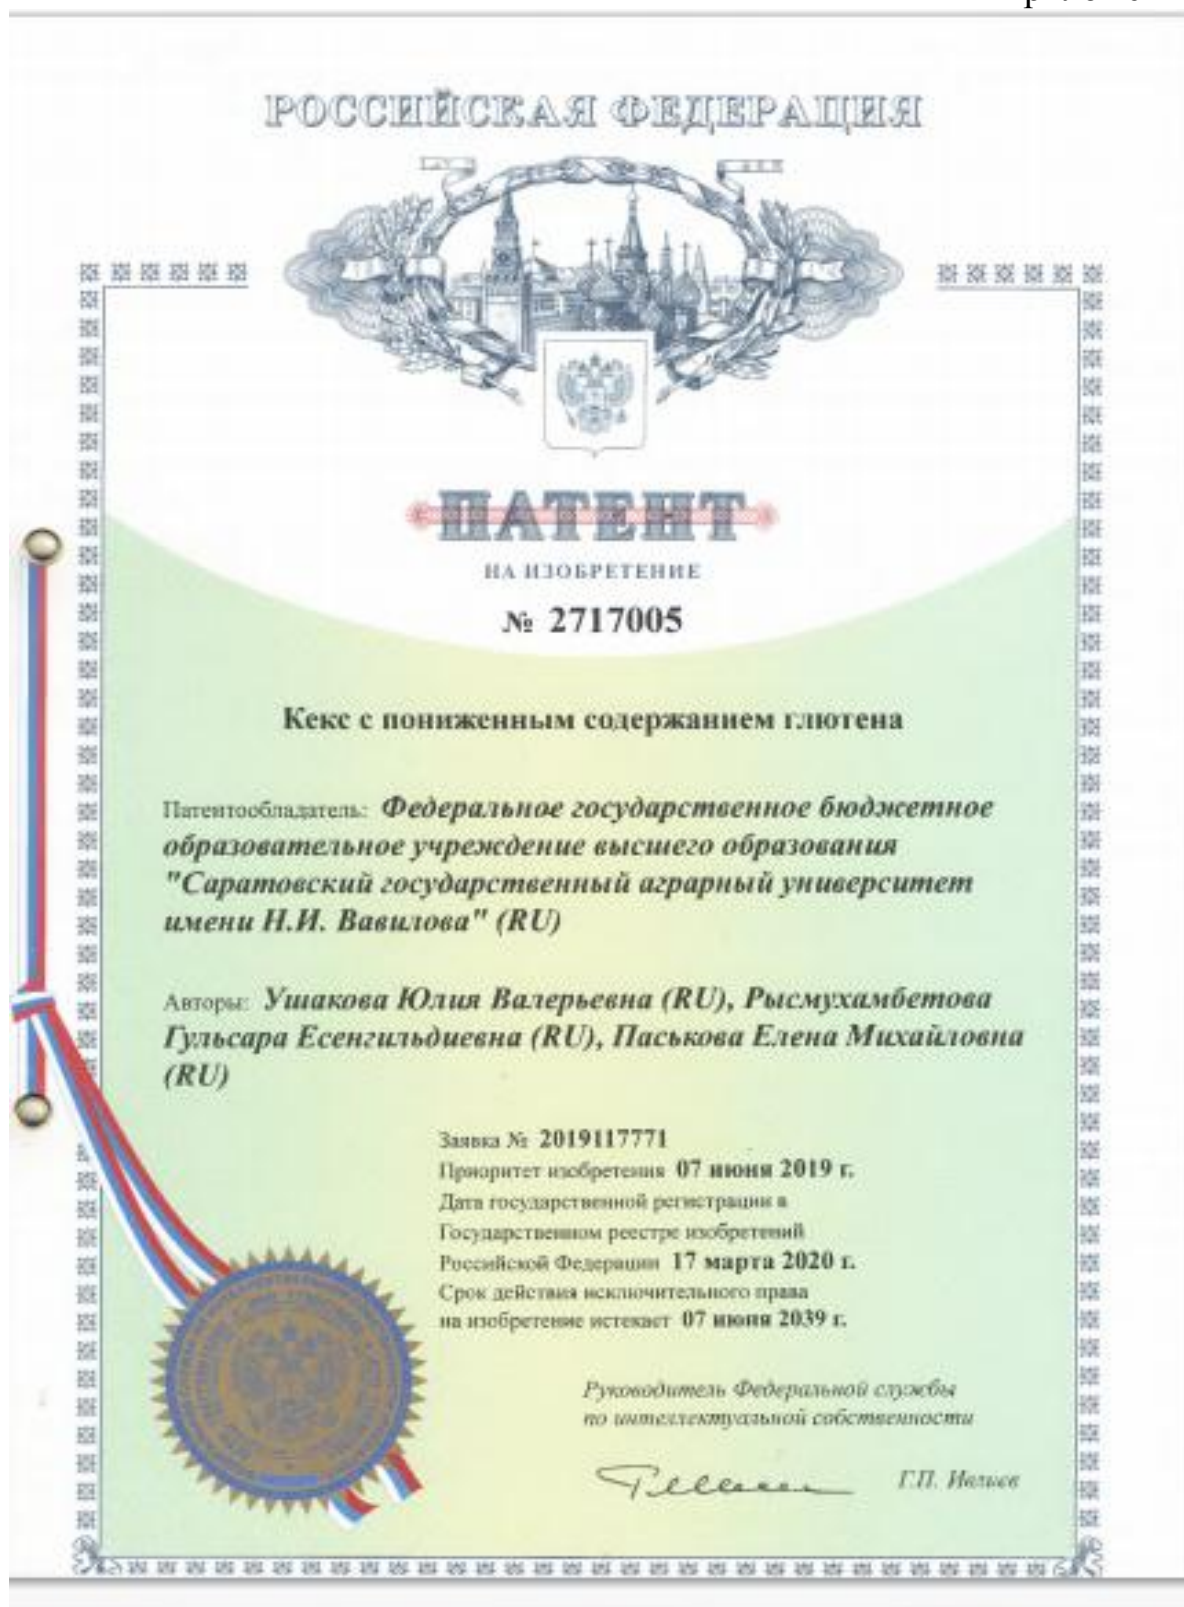 РОССИЙСКАЯ ФЕДЕРАЦИЯ
ПАТЕНТ
НА ИЗОБРЕТЕНИЕ
№ 2717005
Кекс с пониженным содержанием глютена
Патентообладатель: Федеральное государственное бюджетное
образовательное учреждение высшего образования
"Саратовский государственный аграрный университет
имени Н.И. Вавилова" (RU)
Авторы: Ушакова Юлия Валерьевна (RU), Рысмухамбетова
Гульсара Есенгильдиевна (RU), Паськова Елена Михайловна
(RU)
Заявка № 2019117771
Приоритет изобретения 07 июня 2019 г.
Дата государственной регистрации в
Государственном реестре изобретений
Российской Федерации 17 марта 2020 г.
Срок действия исключительного права
на изобретение истекает 07 июня 2039 г.
Руководитель Федеральной службы
по интеллектуальной собственности
Г.П. Ивлиев